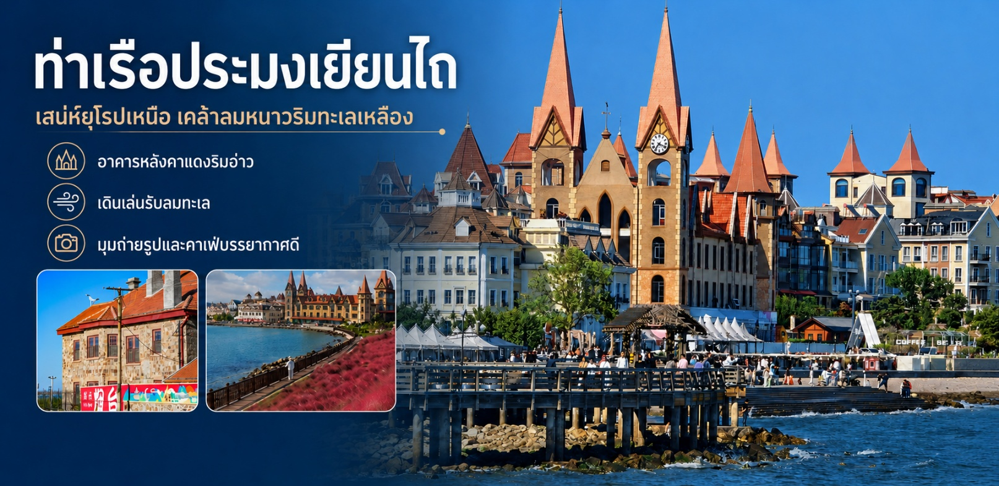 ท่าเรือประมงเยียนไถ
เสน่ห์ยุโรปเหนือ เคล้าลมหนาวริมทะเลเหลือง
อาคารหลังคาแดงริมอ่าว
เดินเล่นรับลมทะเล
มุมถ่ายรูปและคาเฟ่บรรยากาศดี
COFFEE